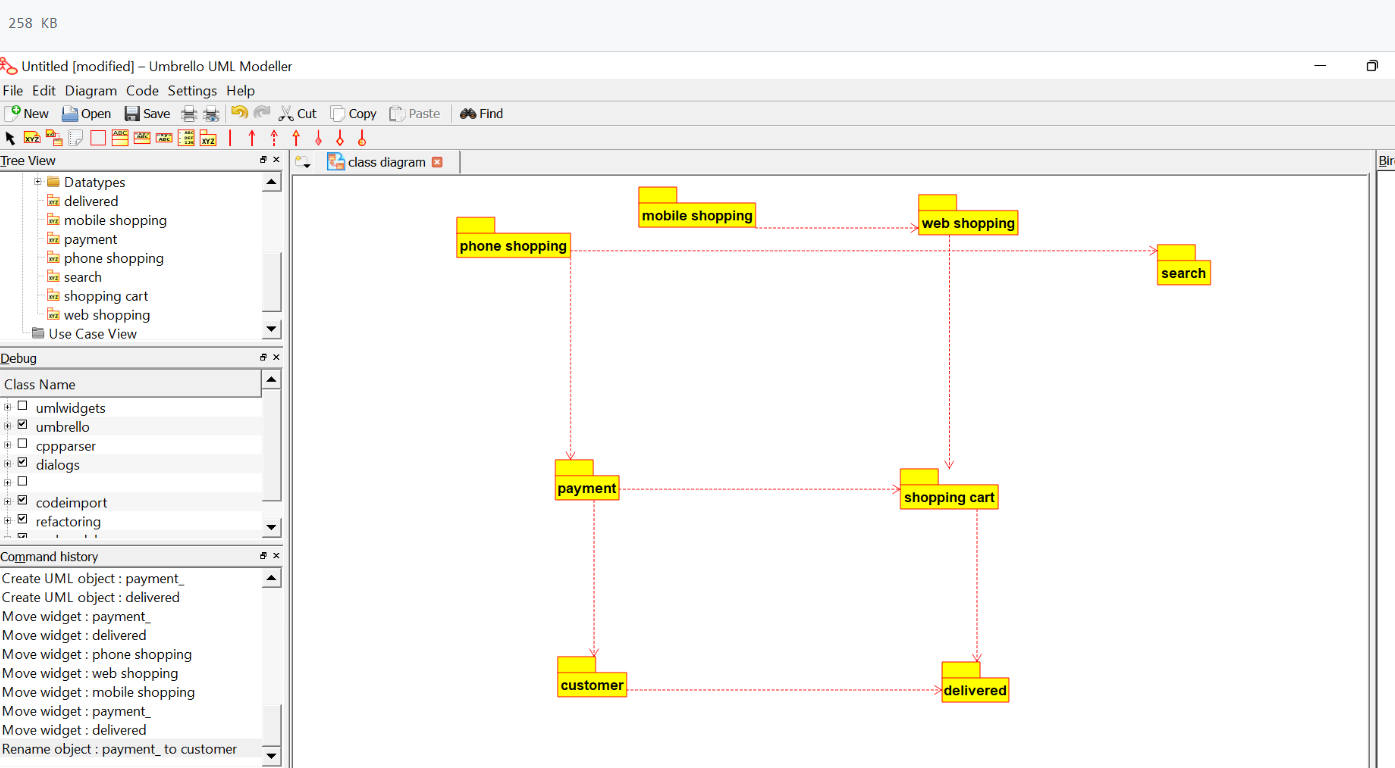 258 KB
Untitled [modified] – Umbrello UML Modeller
File Edit Diagram Code Settings Help
New Open Save Cut Copy Paste Find
XYZ ABC XYZ
Tree View
class diagram
Bir
Datatypes
delivered
mobile shopping
payment
phone shopping
search
shopping cart
web shopping
Use Case View
Debug
Class Name
umlwidgets
umbrello
cppparser
dialogs
codeimport
refactoring
Command history
Create UML object : payment_
Create UML object : delivered
Move widget : payment_
Move widget : delivered
Move widget : phone shopping
Move widget : web shopping
Move widget : mobile shopping
Move widget : payment_
Move widget : delivered
Rename object : payment_ to customer
mobile shopping
web shopping
phone shopping
search
payment
shopping cart
customer
delivered